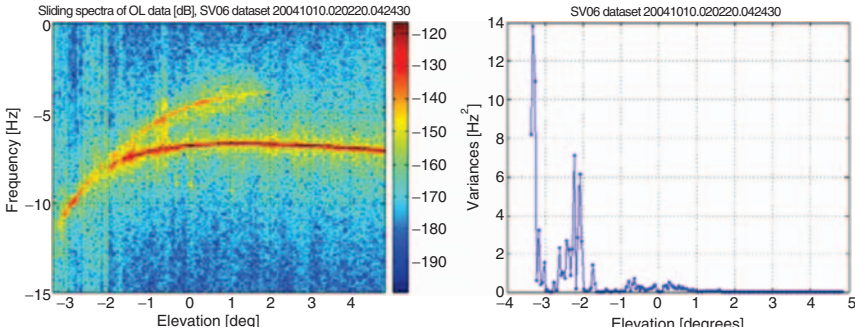 Sliding spectra of OL data [dB], SV06 dataset 20041010.020220.042430
0
−5
−10
−15
Frequency [Hz]
−3 −2 −1 0 1 2 3 4
Elevation [deg]
−120
−130
−140
−150
−160
−170
−180
−190
SV06 dataset 20041010.020220.042430
14
12
10
8
6
4
2
0
Variances [Hz²]
−4 −3 −2 −1 0 1 2 3 4 5
Elevation [degrees]